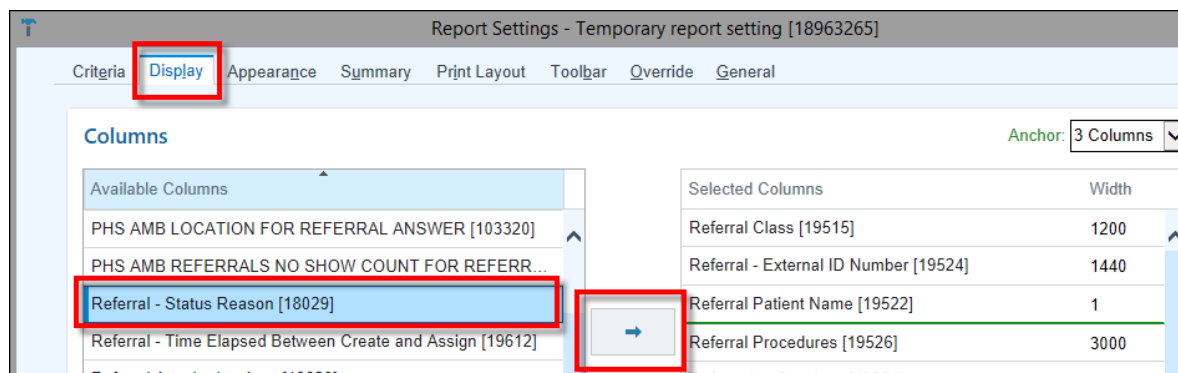 Report Settings - Temporary report setting [18963265]
Criteria Display Appearance Summary Print Layout Toolbar Override General
Columns
Anchor: 3 Columns
Available Columns
PHS AMB LOCATION FOR REFERRAL ANSWER [103320]
PHS AMB REFERRALS NO SHOW COUNT FOR REFERR...
Referral - Status Reason [18029]
Referral - Time Elapsed Between Create and Assign [19612]
Selected Columns Width
Referral Class [19515] 1200
Referral - External ID Number [19524] 1440
Referral Patient Name [19522] 1
Referral Procedures [19526] 3000